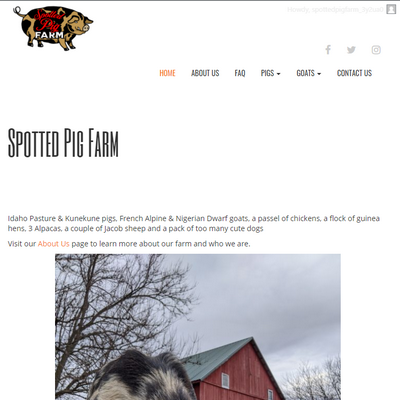 Spotted
Pig
FARM
HOME ABOUT US FAQ PIGS GOATS CONTACT US
Spotted Pig Farm
Idaho Pasture & Kunekune pigs, French Alpine & Nigerian Dwarf goats, a passel of chickens, a flock of guinea
hens, 3 Alpacas, a couple of Jacob sheep and a pack of too many cute dogs
Visit our About Us page to learn more about our farm and who we are.